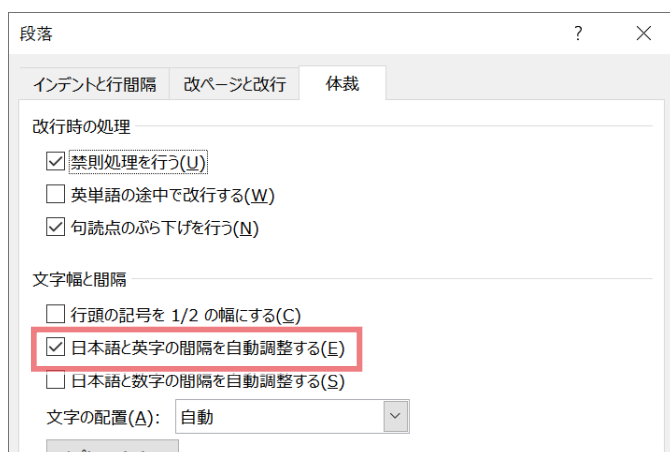 段落 ?
インデントと行間隔 改ページと改行 体裁
改行時の処理
禁則処理を行う(U)
英単語の途中で改行する(W)
句読点のぶら下げを行う(N)
文字幅と間隔
行頭の記号を 1/2 の幅にする(C)
日本語と英字の間隔を自動調整する(E)
日本語と数字の間隔を自動調整する(S)
文字の配置(A): 自動